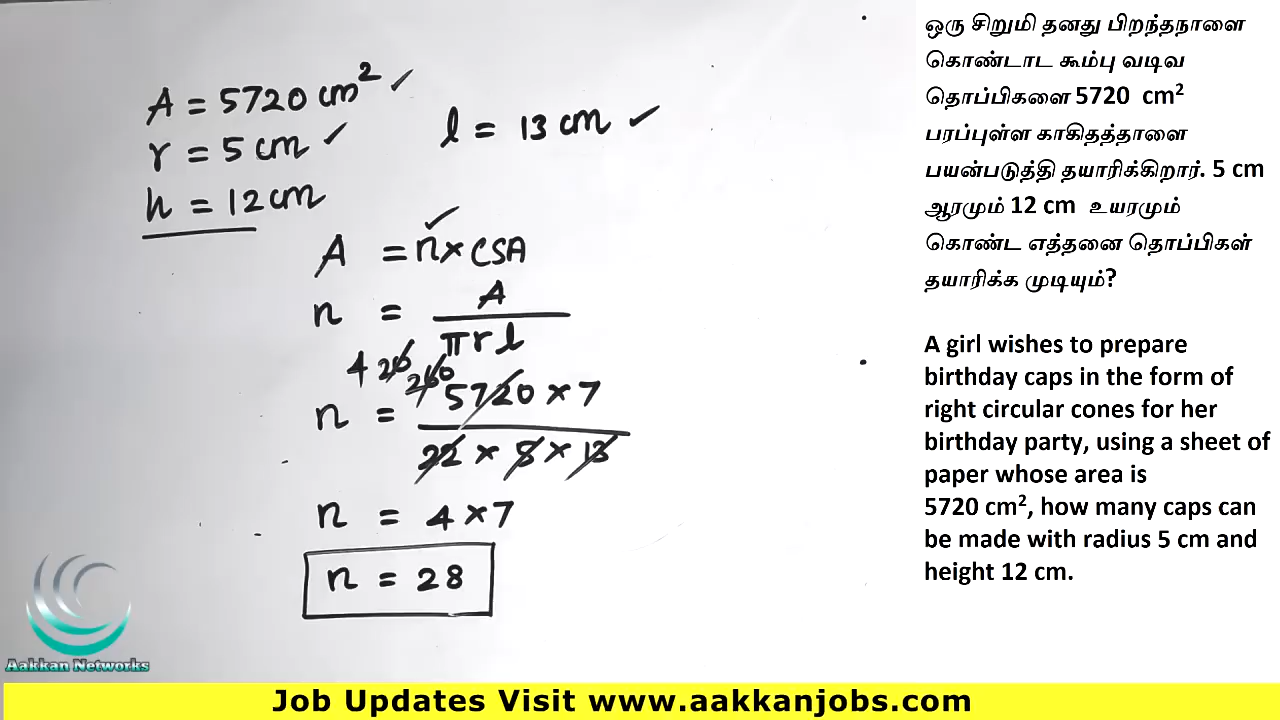 A = 5720 cm² ✓
r = 5 cm ✓
h = 12 cm
l = 13 cm ✓
A = n × CSA
n = A / πrl
4 26 260
n = 5720 × 7 / 22 × 5 × 13
n = 4 × 7
n = 28
ஒரு சிறுமி தனது பிறந்தநாளை
கொண்டாட கூம்பு வடிவ
தொப்பிகளை 5720 cm²
பரப்புள்ள காகிதத்தாளை
பயன்படுத்தி தயாரிக்கிறார். 5 cm
ஆரமும் 12 cm உயரமும்
கொண்ட எத்தனை தொப்பிகள்
தயாரிக்க முடியும்?
A girl wishes to prepare
birthday caps in the form of
right circular cones for her
birthday party, using a sheet of
paper whose area is
5720 cm², how many caps can
be made with radius 5 cm and
height 12 cm.
Aakkan Networks
Job Updates Visit www.aakkanjobs.com